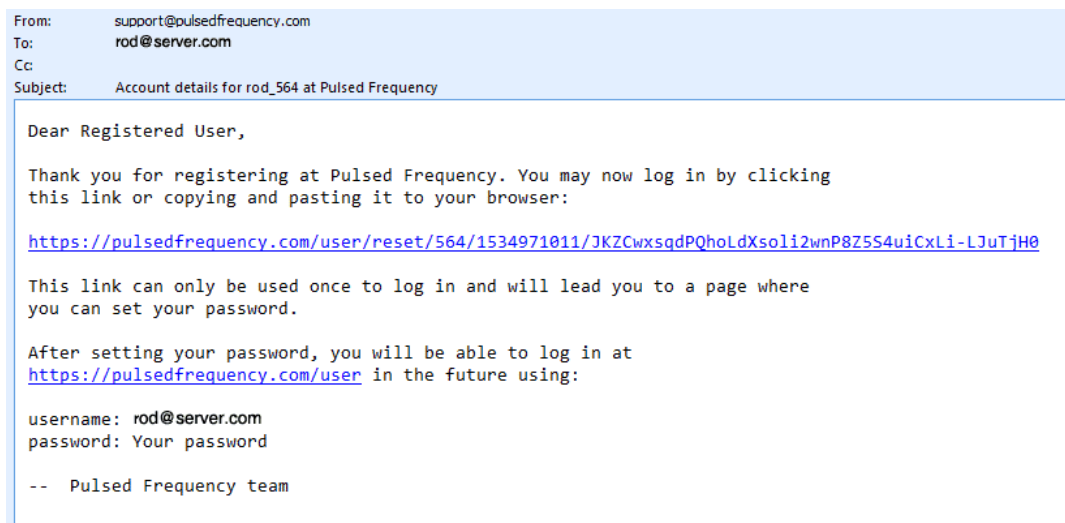 From: support@pulsedfrequency.com
To: rod@server.com
Cc:
Subject: Account details for rod_564 at Pulsed Frequency
Dear Registered User,
Thank you for registering at Pulsed Frequency. You may now log in by clicking
this link or copying and pasting it to your browser:
https://pulsedfrequency.com/user/reset/564/1534971011/JKZCwxsqdPQhoLdXsoli2wnP8Z5S4uiCxLi-LJuTjH0
This link can only be used once to log in and will lead you to a page where
you can set your password.
After setting your password, you will be able to log in at
https://pulsedfrequency.com/user in the future using:
username: rod@server.com
password: Your password
-- Pulsed Frequency team